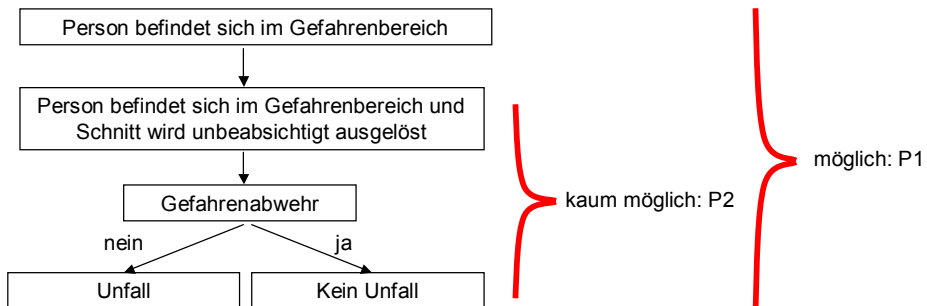 Person befindet sich im Gefahrenbereich
Person befindet sich im Gefahrenbereich und
Schnitt wird unbeabsichtigt ausgelöst
möglich: P1
Gefahrenabwehr
kaum möglich: P2
nein
ja
Unfall
Kein Unfall